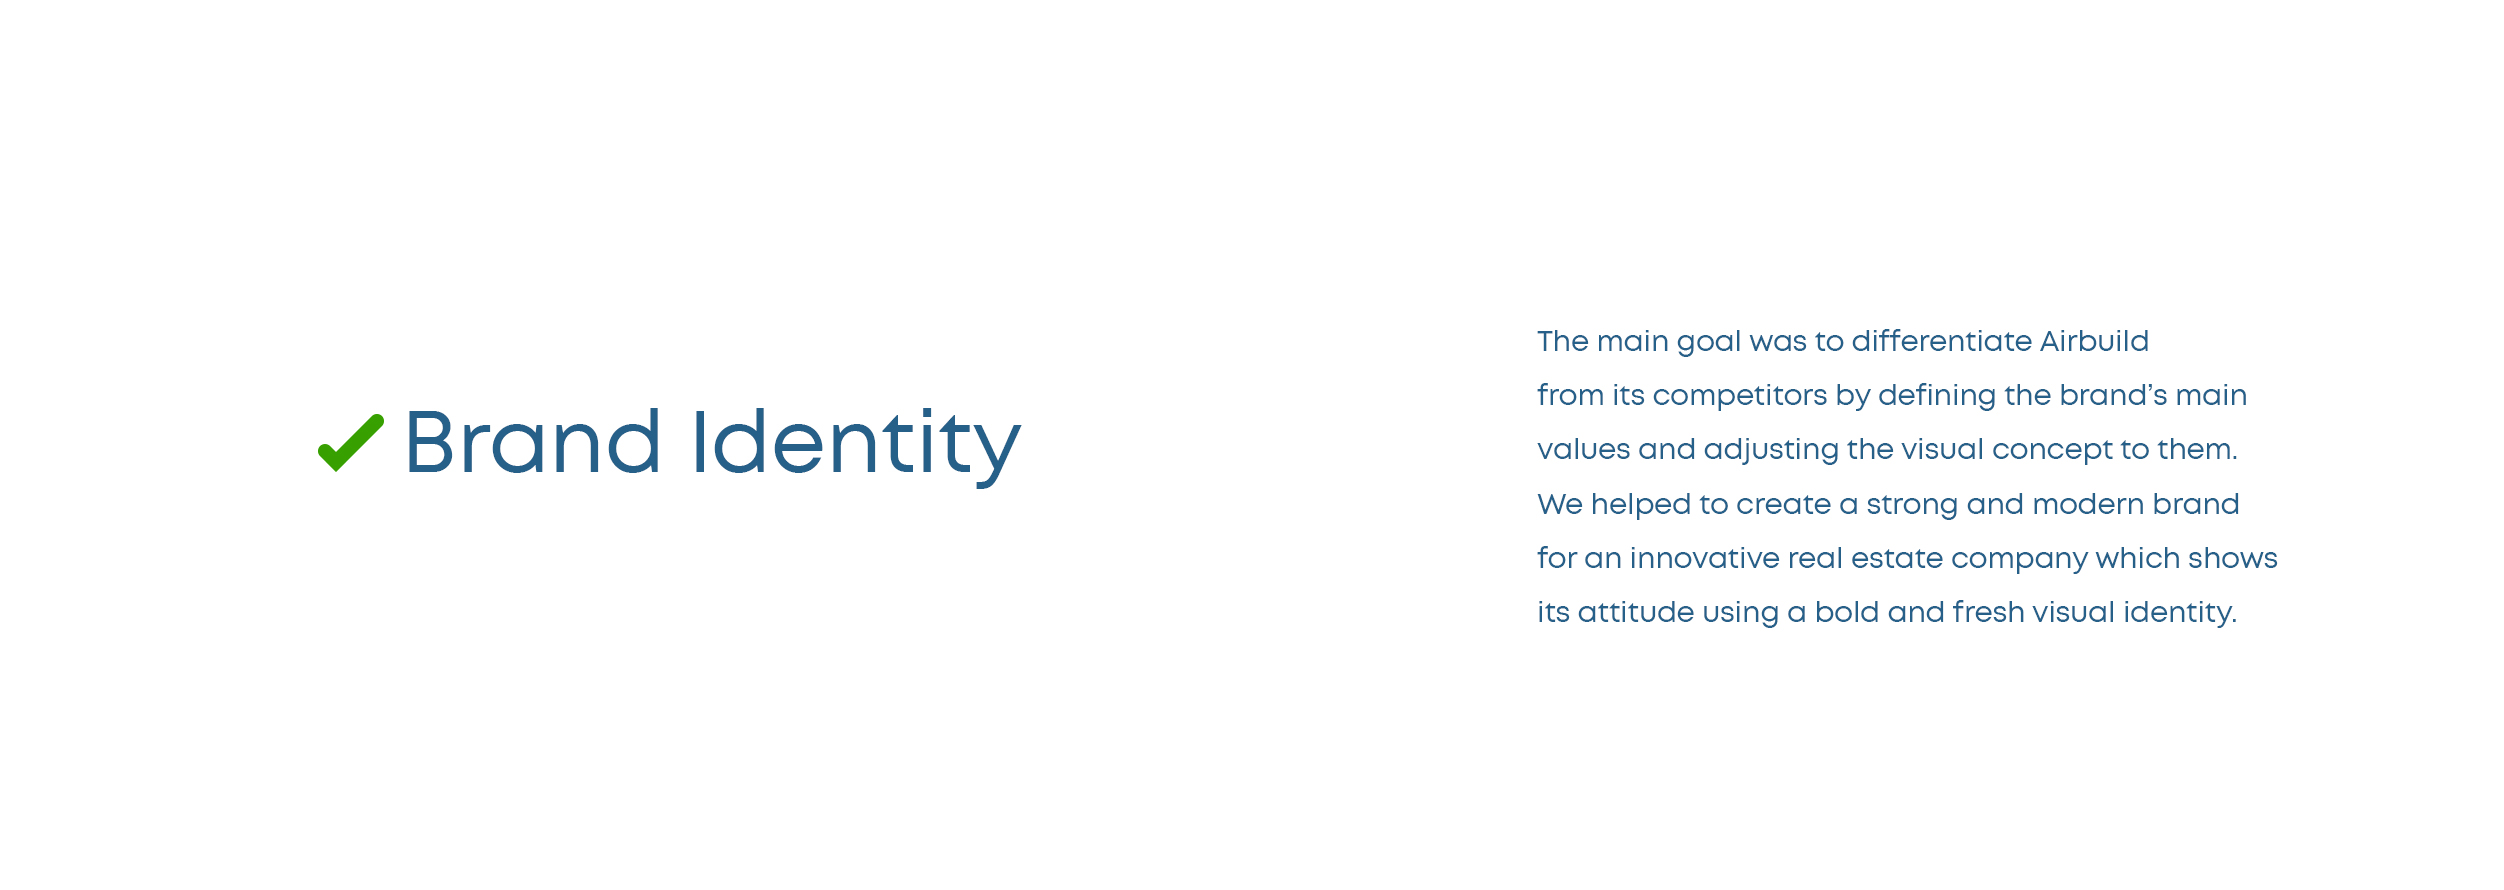 Brand Identity
The main goal was to differentiate Airbuild
from its competitors by defining the brand’s main
values and adjusting the visual concept to them.
We helped to create a strong and modern brand
for an innovative real estate company which shows
its attitude using a bold and fresh visual identity.